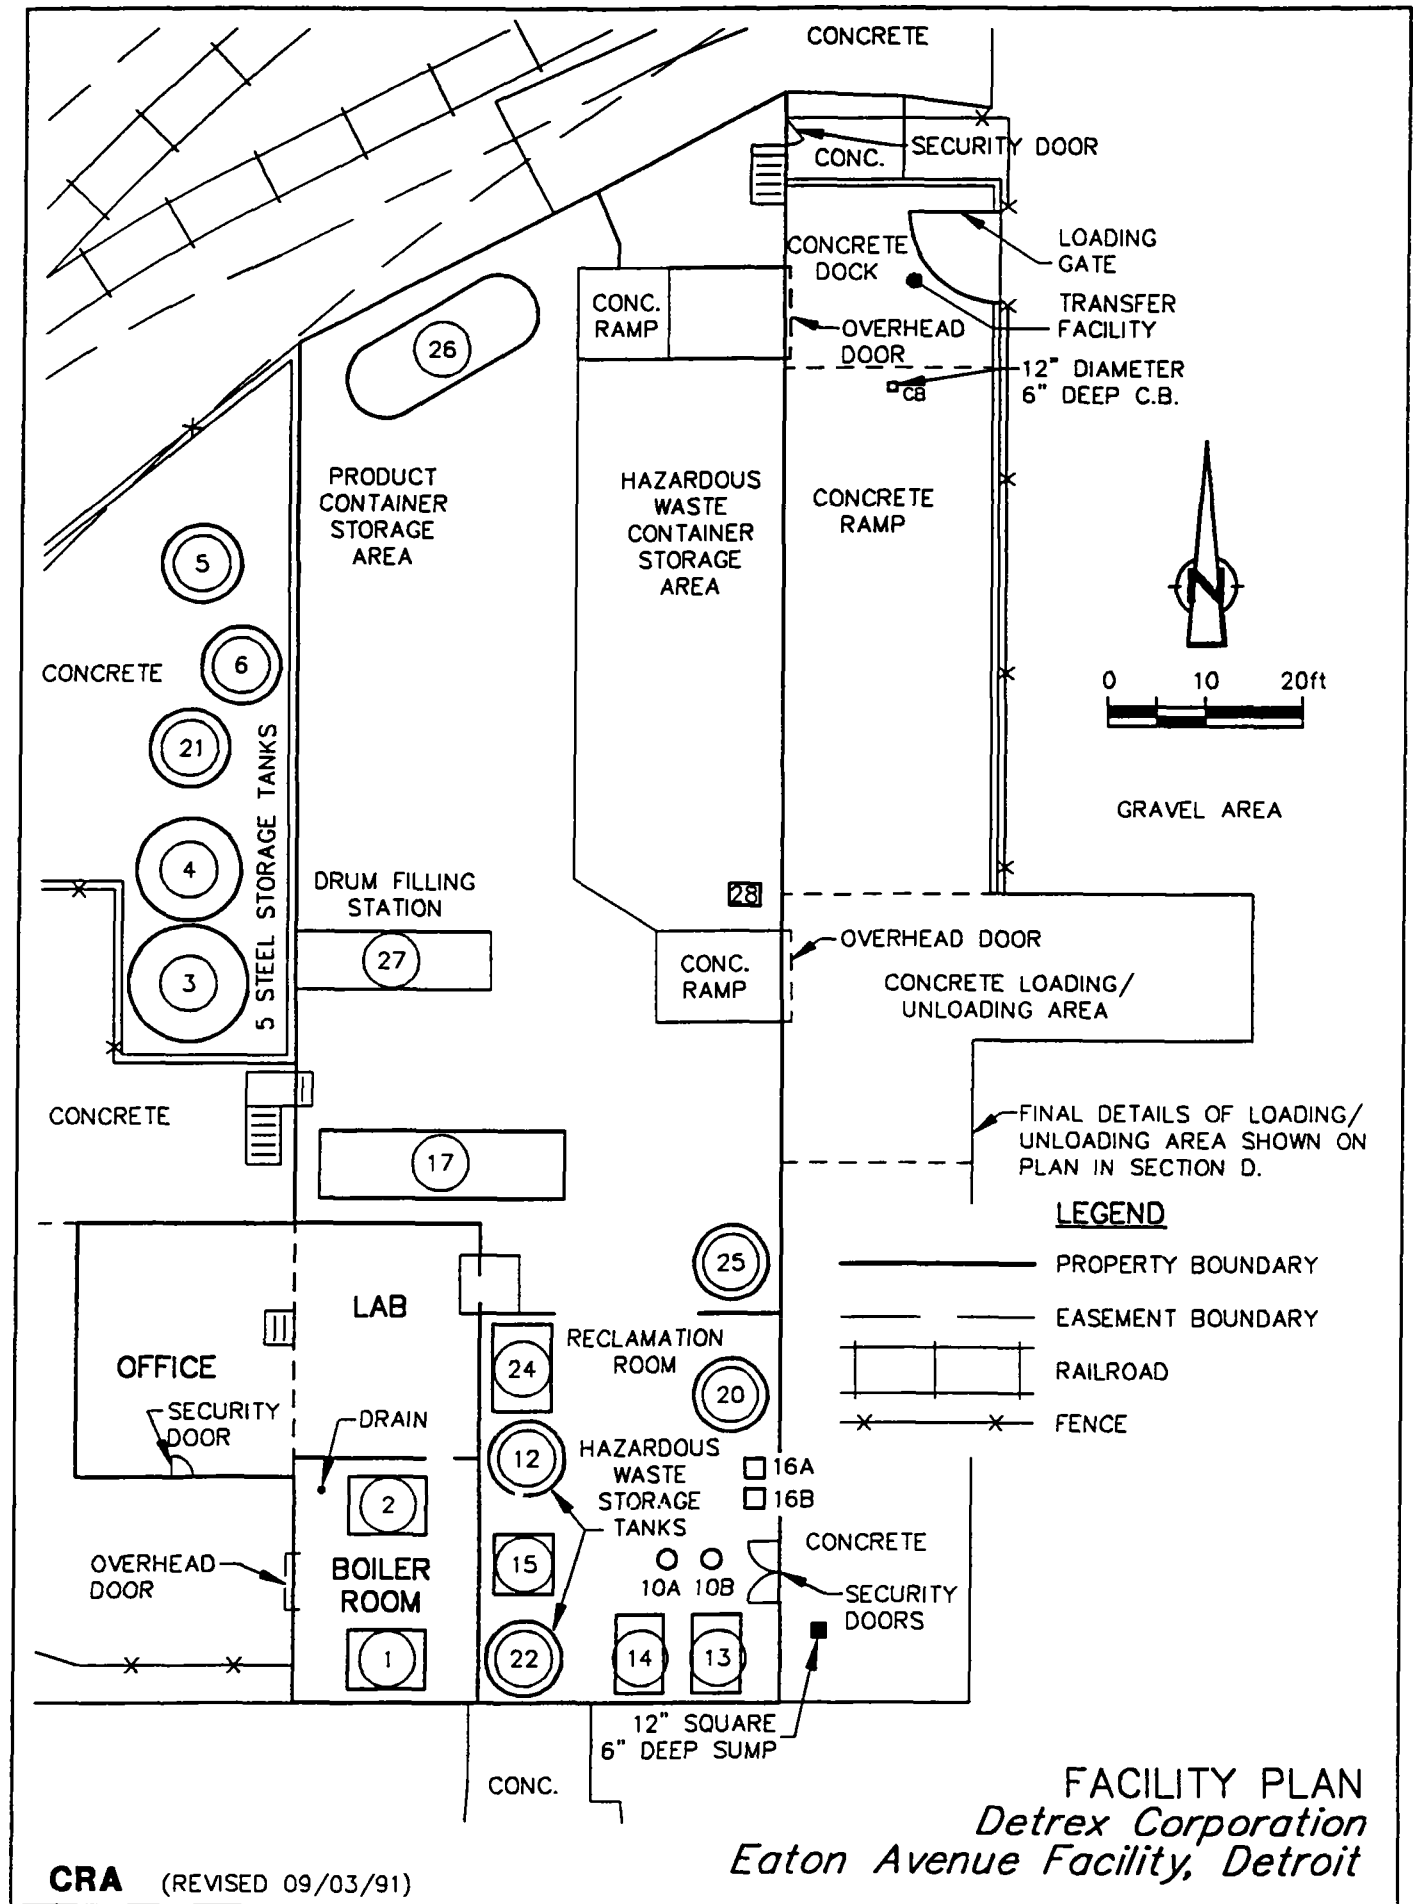 CONCRETE
SECURITY DOOR
CONC.
CONCRETE
DOCK
LOADING
GATE
TRANSFER
FACILITY
CONC.
RAMP
OVERHEAD
DOOR
26
12" DIAMETER
6" DEEP C.B.
CB
PRODUCT
CONTAINER
STORAGE
AREA
HAZARDOUS
WASTE
CONTAINER
STORAGE
AREA
CONCRETE
RAMP
N
5
6
CONCRETE
21
4
3
5 STEEL STORAGE TANKS
0 10 20ft
GRAVEL AREA
DRUM FILLING
STATION
27
28
CONC.
RAMP
OVERHEAD DOOR
CONCRETE LOADING/
UNLOADING AREA
CONCRETE
17
FINAL DETAILS OF LOADING/
UNLOADING AREA SHOWN ON
PLAN IN SECTION D.
LEGEND
PROPERTY BOUNDARY
EASEMENT BOUNDARY
RAILROAD
FENCE
25
LAB
OFFICE
RECLAMATION
ROOM
24
20
SECURITY
DOOR
DRAIN
12
HAZARDOUS
WASTE
STORAGE
TANKS
16A
16B
2
BOILER
ROOM
OVERHEAD
DOOR
15
10A 10B
CONCRETE
SECURITY
DOORS
1
22
14
13
12" SQUARE
6" DEEP SUMP
CONC.
FACILITY PLAN
Detrex Corporation
Eaton Avenue Facility, Detroit
CRA (REVISED 09/03/91)